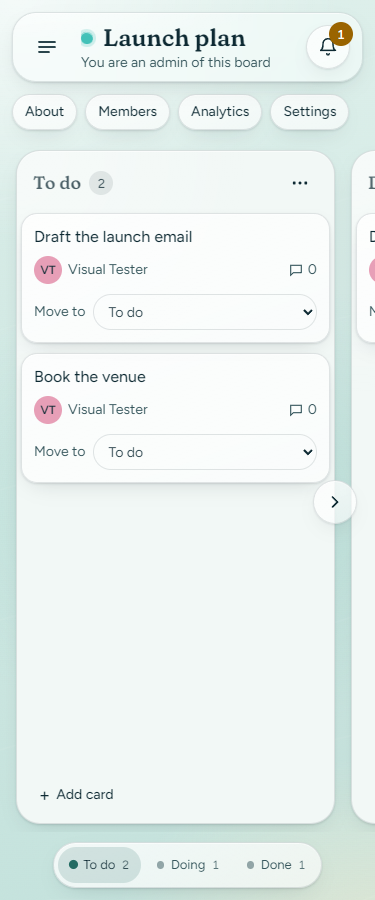 Launch plan
You are an admin of this board
1
About Members Analytics Settings
To do 2
Draft the launch email
VT Visual Tester 0
Move to To do
Book the venue
VT Visual Tester 0
Move to To do
+ Add card
To do 2 Doing 1 Done 1